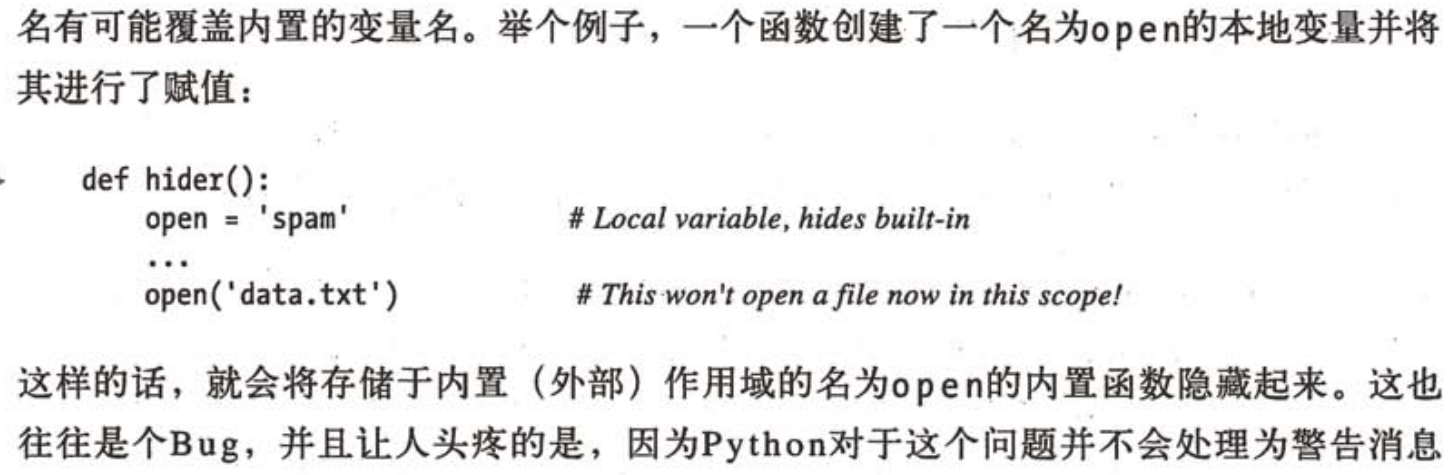 名有可能覆盖内置的变量名。举个例子，一个函数创建了一个名为open的本地变量并将
其进行了赋值：
def hider():
open = 'spam' # Local variable, hides built-in
...
open('data.txt') # This won't open a file now in this scope!
这样的话，就会将存储于内置（外部）作用域的名为open的内置函数隐藏起来。这也
往往是个Bug，并且让人头疼的是，因为Python对于这个问题并不会处理为警告消息